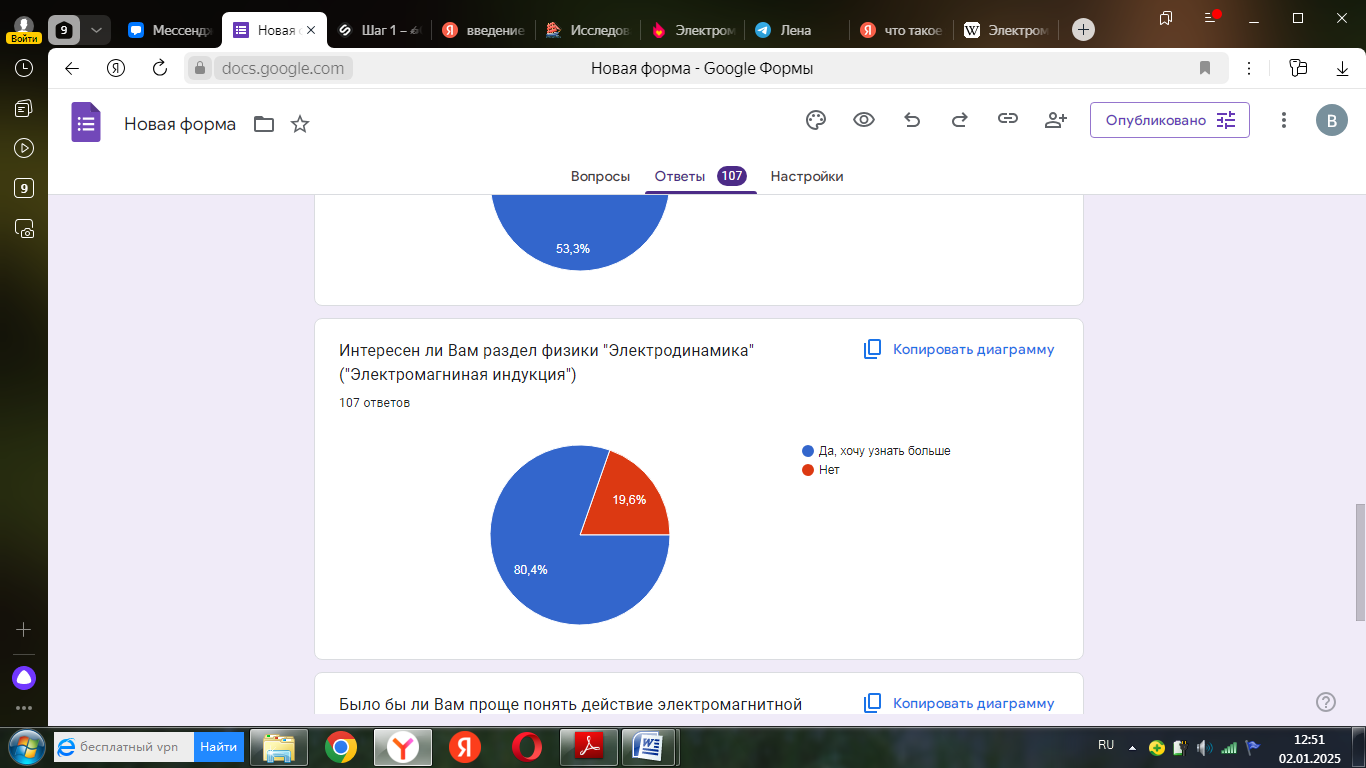 Войти
9
Мессендж
Новая ф
Шаг 1 –
введение
Исследов
Электром
Лена
что такое
Электром
docs.google.com
Новая форма - Google Формы
Новая форма
Опубликовано
В
Вопросы
Ответы 107
Настройки
9
53,3%
Интересен ли Вам раздел физики "Электродинамика"
("Электромагниная индукция")
Копировать диаграмму
107 ответов
Да, хочу узнать больше
Нет
19,6%
80,4%
Было бы ли Вам проще понять действие электромагнитной
Копировать диаграмму
бесплатный vpn
Найти
RU
12:51
02.01.2025